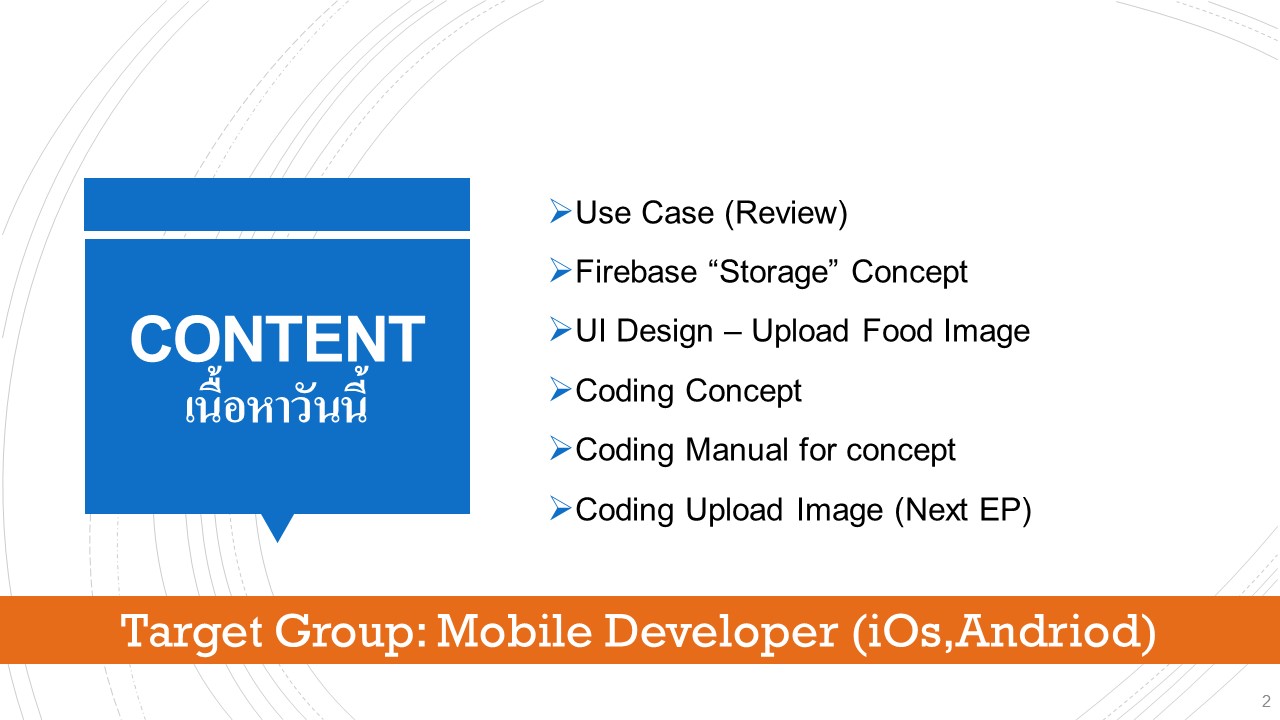 CONTENT
เนื้อหาวันนี้
Use Case (Review)
Firebase “Storage” Concept
UI Design – Upload Food Image
Coding Concept
Coding Manual for concept
Coding Upload Image (Next EP)
Target Group: Mobile Developer (iOs,Andriod)
2